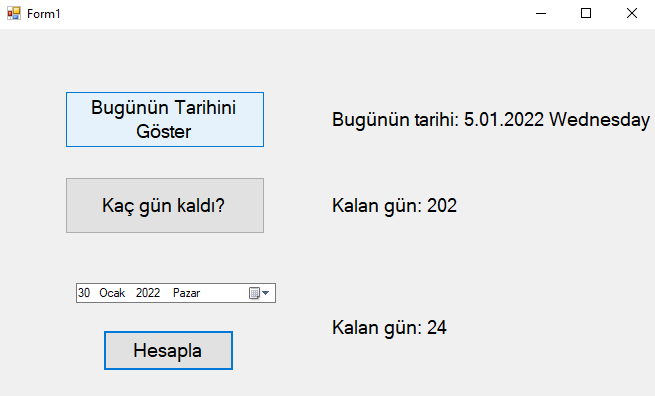 Form1
Bugünün Tarihini
Göster
Bugünün tarihi: 5.01.2022 Wednesday
Kaç gün kaldı?
Kalan gün: 202
30 Ocak 2022 Pazar
Kalan gün: 24
Hesapla